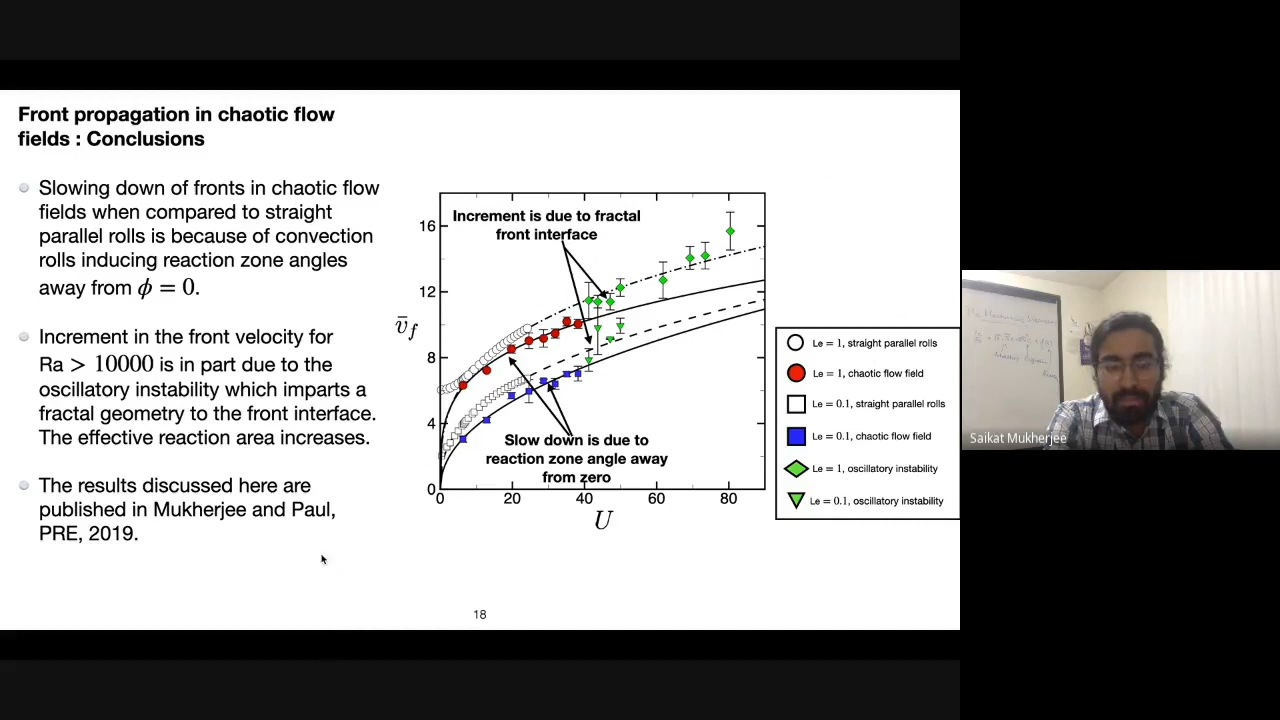 Front propagation in chaotic flow
fields : Conclusions
Slowing down of fronts in chaotic flow
fields when compared to straight
parallel rolls is because of convection
rolls inducing reaction zone angles
away from ϕ = 0.
Increment in the front velocity for
Ra > 10000 is in part due to the
oscillatory instability which imparts a
fractal geometry to the front interface.
The effective reaction area increases.
The results discussed here are
published in Mukherjee and Paul,
PRE, 2019.
Increment is due to fractal
front interface
Slow down is due to
reaction zone angle away
from zero
16
12
8
4
0
v̄f
0 20 40 60 80
U
Le = 1, straight parallel rolls
Le = 1, chaotic flow field
Le = 0.1, straight parallel rolls
Le = 0.1, chaotic flow field
Le = 1, oscillatory instability
Le = 0.1, oscillatory instability
18
Saikat Mukherjee